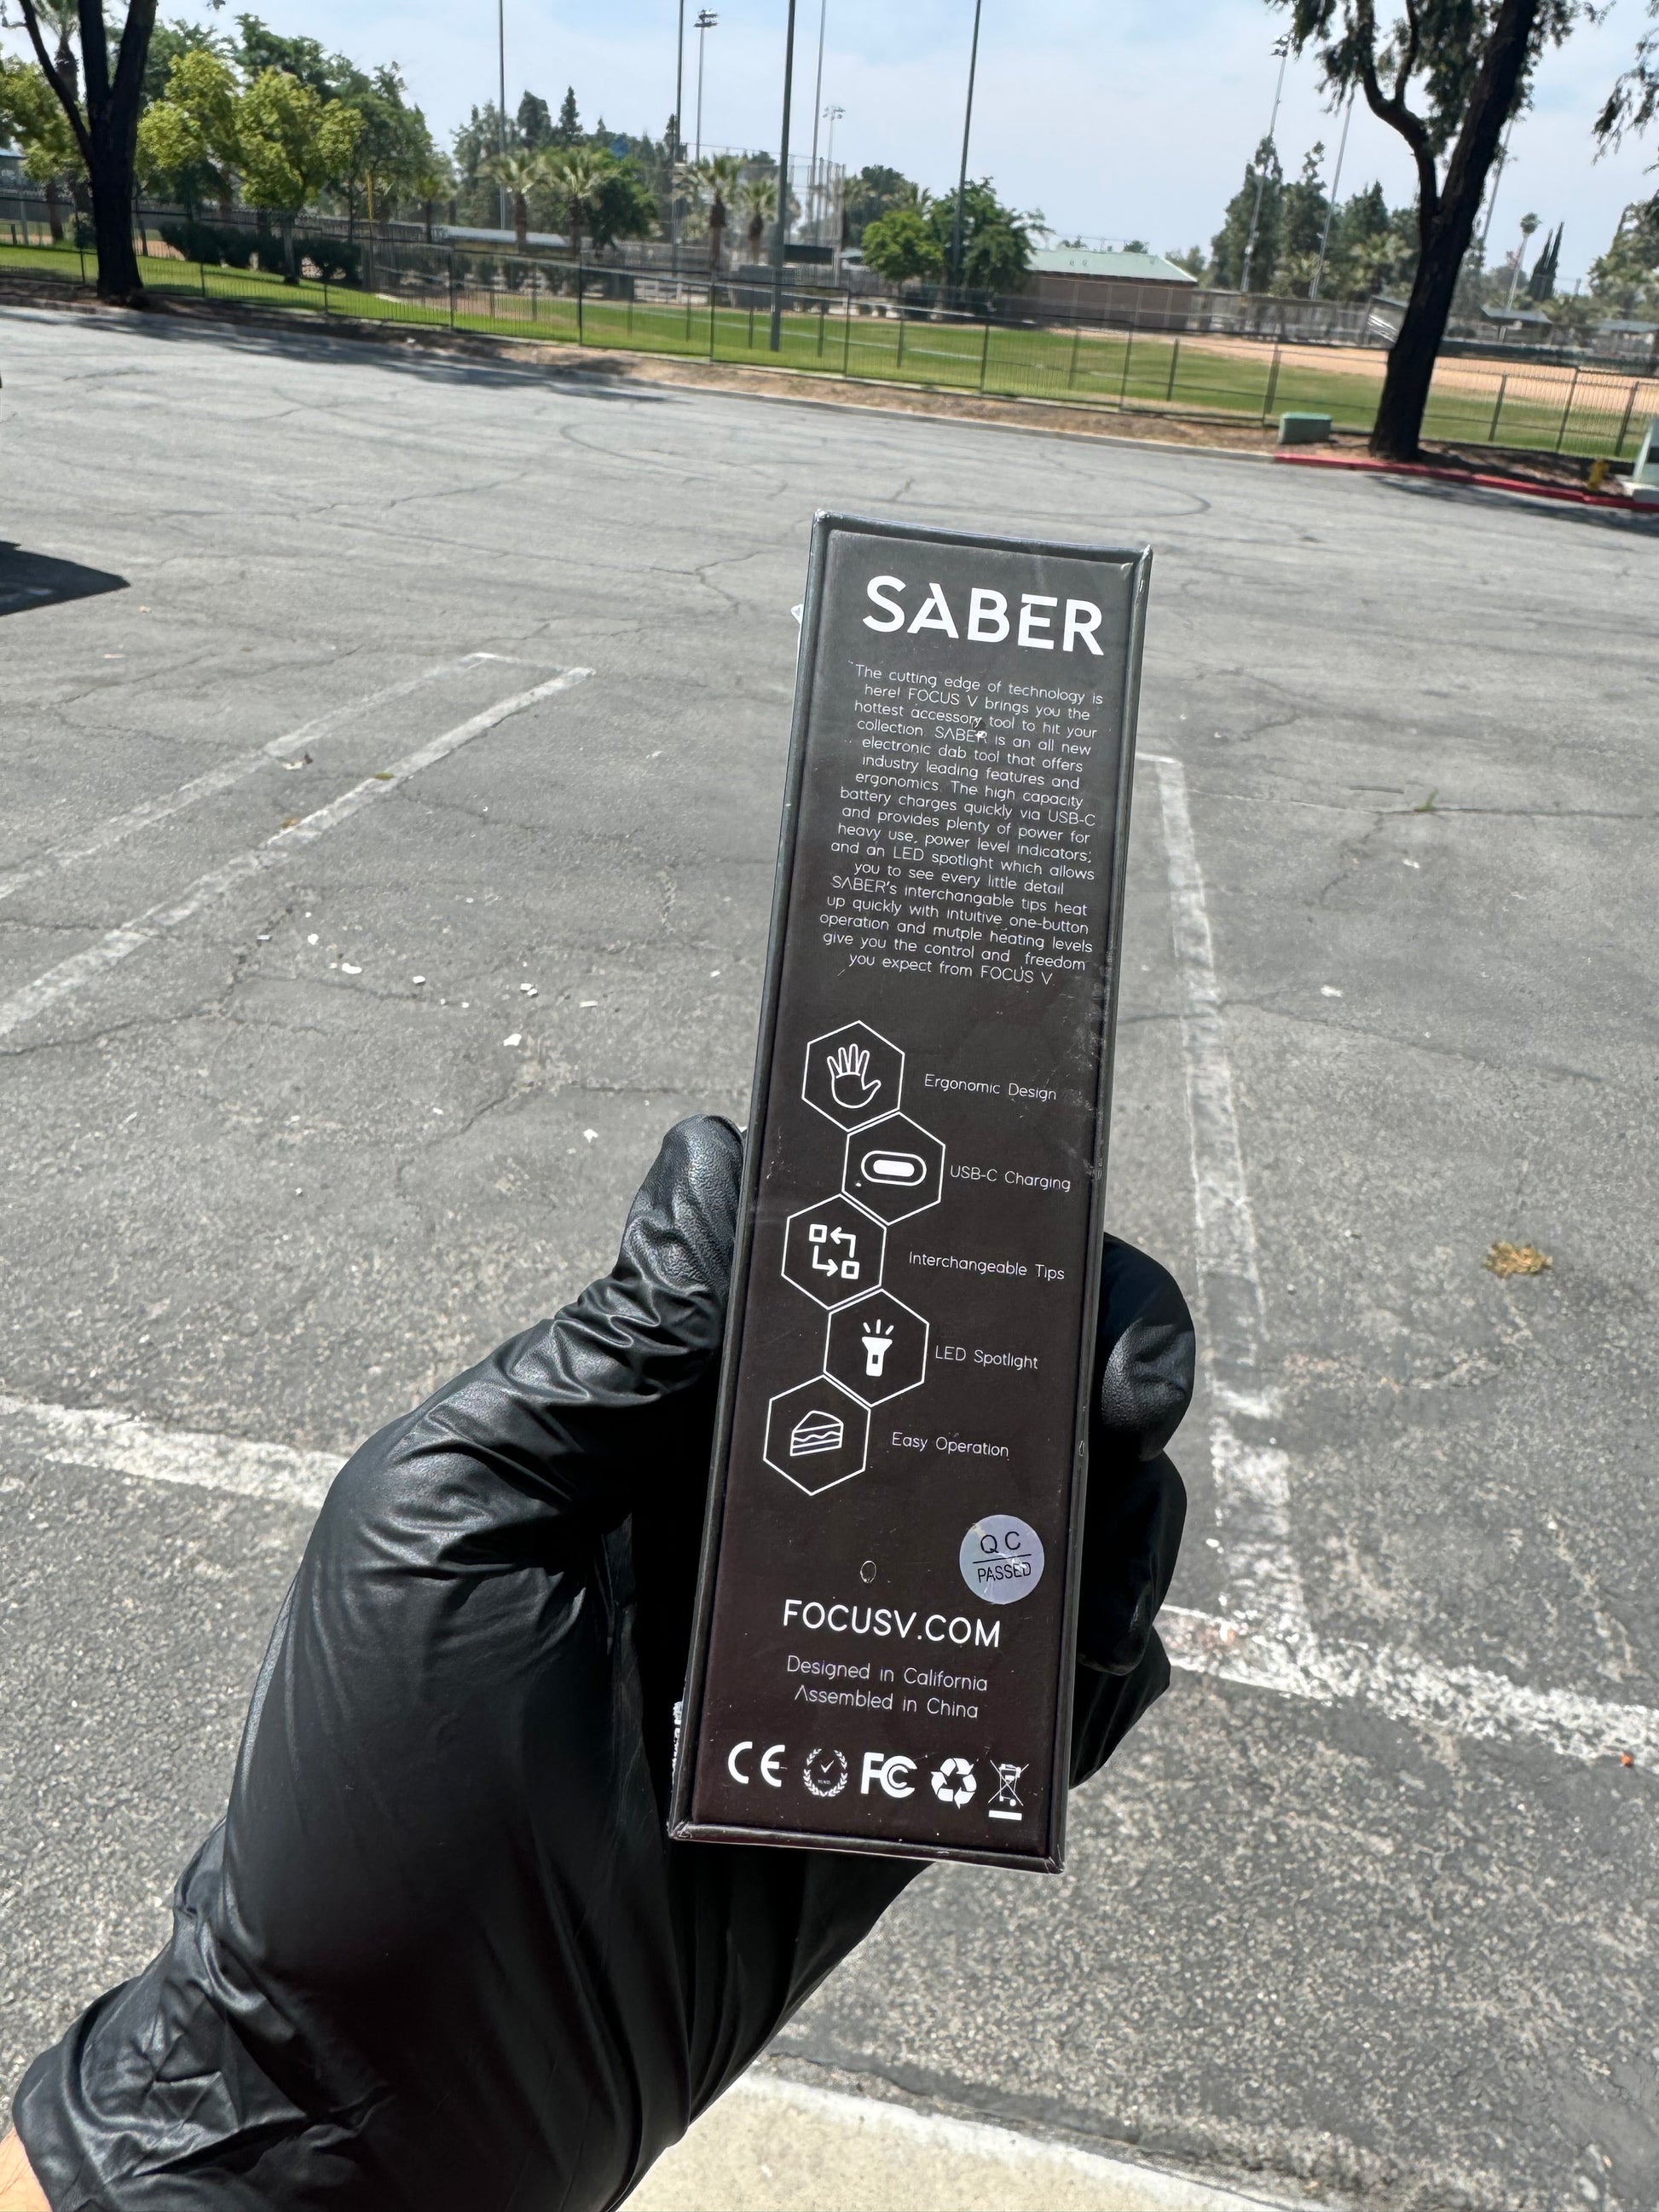 SABER
The cutting edge of technology is
here! FOCUS V brings you the
hottest accessory tool to hit your
collection. SABER is an all new
electronic dab tool that offers
industry leading features and
ergonomics. The high capacity
battery charges quickly via USB-C
and provides plenty of power for
heavy use, power level indicators,
and an LED spotlight which allows
you to see every little detail
SABER's interchangable tips heat
up quickly with intuitive one-button
operation and mutple heating levels
give you the control and freedom
you expect from FOCUS V
Ergonomic Design
USB-C Charging
Interchangeable Tips
LED Spotlight
Easy Operation
QC
PASSED
FOCUSV.COM
Designed in California
Assembled in China
CE FC